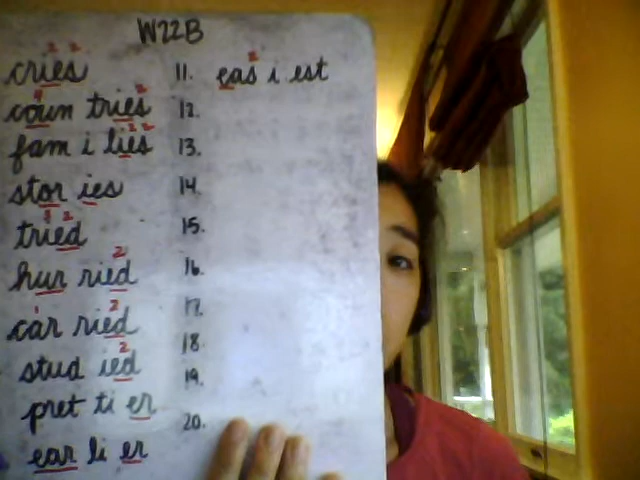 W22B
cries
coun tries
fam i lies
stor ies
tried
hur ried
car ried
stud ied
pret ti er
ear li er
11. eas i est
12.
13.
14.
15.
16.
17.
18
19.
20.